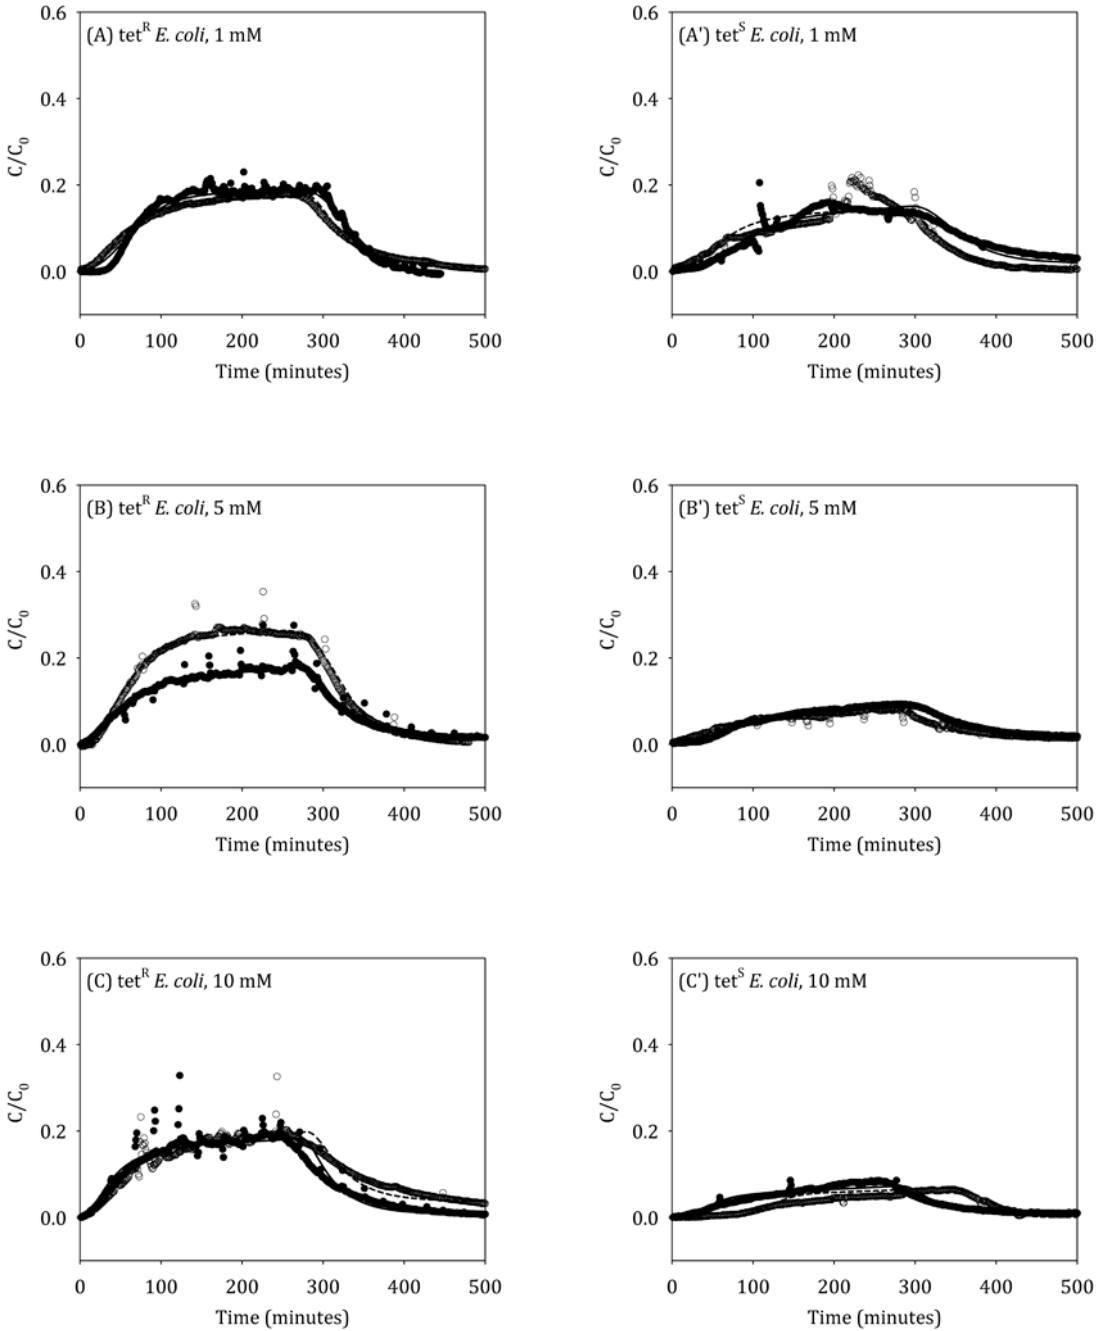 (A) tet^R E. coli, 1 mM
0.6
0.4
0.2
0.0
C/C₀
0 100 200 300 400 500
Time (minutes)
(A') tet^S E. coli, 1 mM
0.6
0.4
0.2
0.0
C/C₀
0 100 200 300 400 500
Time (minutes)
(B) tet^R E. coli, 5 mM
0.6
0.4
0.2
0.0
C/C₀
0 100 200 300 400 500
Time (minutes)
(B') tet^S E. coli, 5 mM
0.6
0.4
0.2
0.0
C/C₀
0 100 200 300 400 500
Time (minutes)
(C) tet^R E. coli, 10 mM
0.6
0.4
0.2
0.0
C/C₀
0 100 200 300 400 500
Time (minutes)
(C') tet^S E. coli, 10 mM
0.6
0.4
0.2
0.0
C/C₀
0 100 200 300 400 500
Time (minutes)